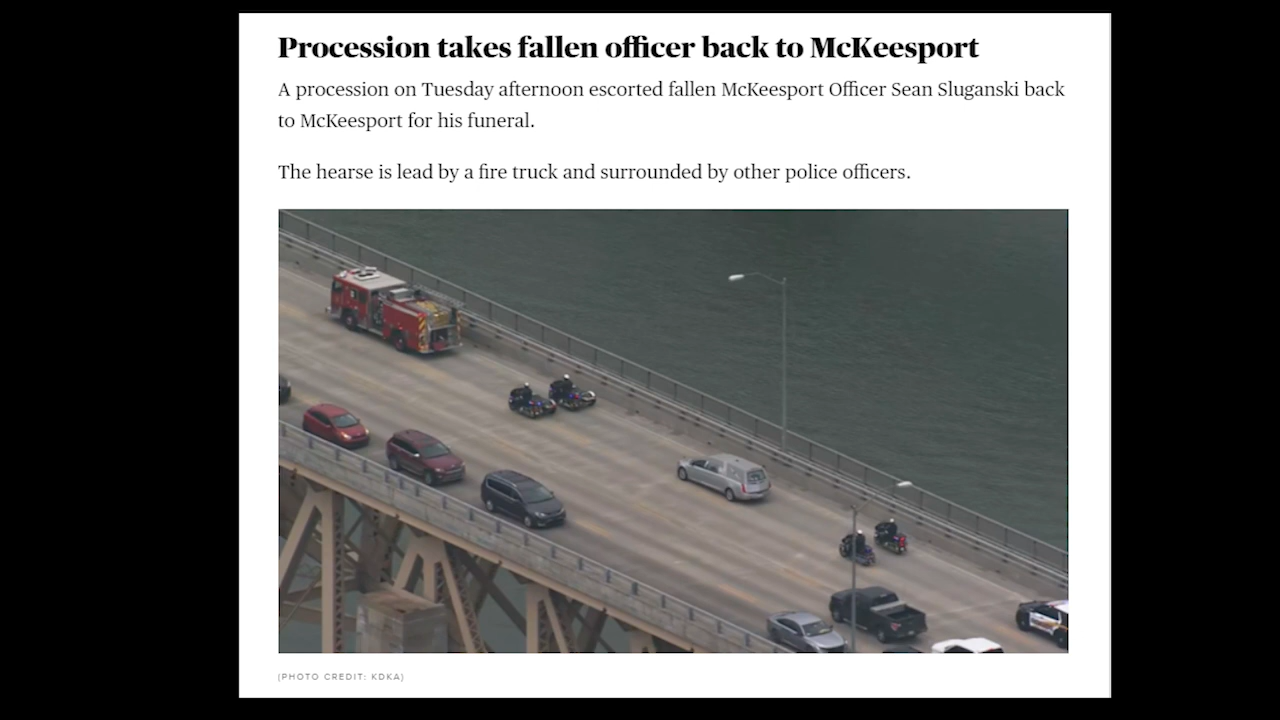 Procession takes fallen officer back to McKeesport
A procession on Tuesday afternoon escorted fallen McKeesport Officer Sean Sluganski back
to McKeesport for his funeral.
The hearse is lead by a fire truck and surrounded by other police officers.
(PHOTO CREDIT: KDKA)